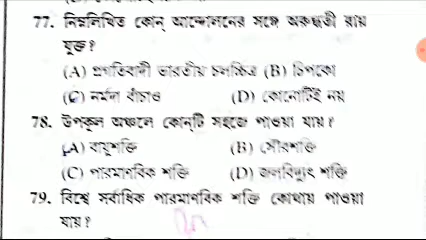 77. নিম্নলিখিত কোন্ আন্দোলনের সঙ্গে অরুন্ধতী রায়
যুক্ত?
(A) প্রগতিবাদী ভারতীয় চলচ্চিত্র (B) চিপকো
(C) নর্মদা বাঁচাও (D) কোনোটিই নয়
78. উপকূল অঞ্চলে কোন্‌টি সহজে পাওয়া যায়?
(A) বায়ুশক্তি (B) সৌরশক্তি
(C) পারমাণবিক শক্তি (D) জলবিদ্যুৎ শক্তি
79. বিশ্বে সর্বাধিক পারমাণবিক শক্তি কোথায় পাওয়া
যায়?